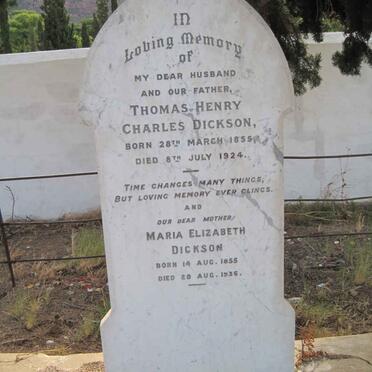 IN
Loving Memory
of
MY DEAR HUSBAND
AND OUR FATHER,
THOMAS HENRY
CHARLES DICKSON,
BORN 28TH MARCH 1855,
DIED 8TH JULY 1924.
TIME CHANGES MANY THINGS,
BUT LOVING MEMORY EVER CLINGS.
AND
OUR DEAR MOTHER,
MARIA ELIZABETH
DICKSON
BORN 14 AUG. 1855
DIED 20 AUG. 1936.